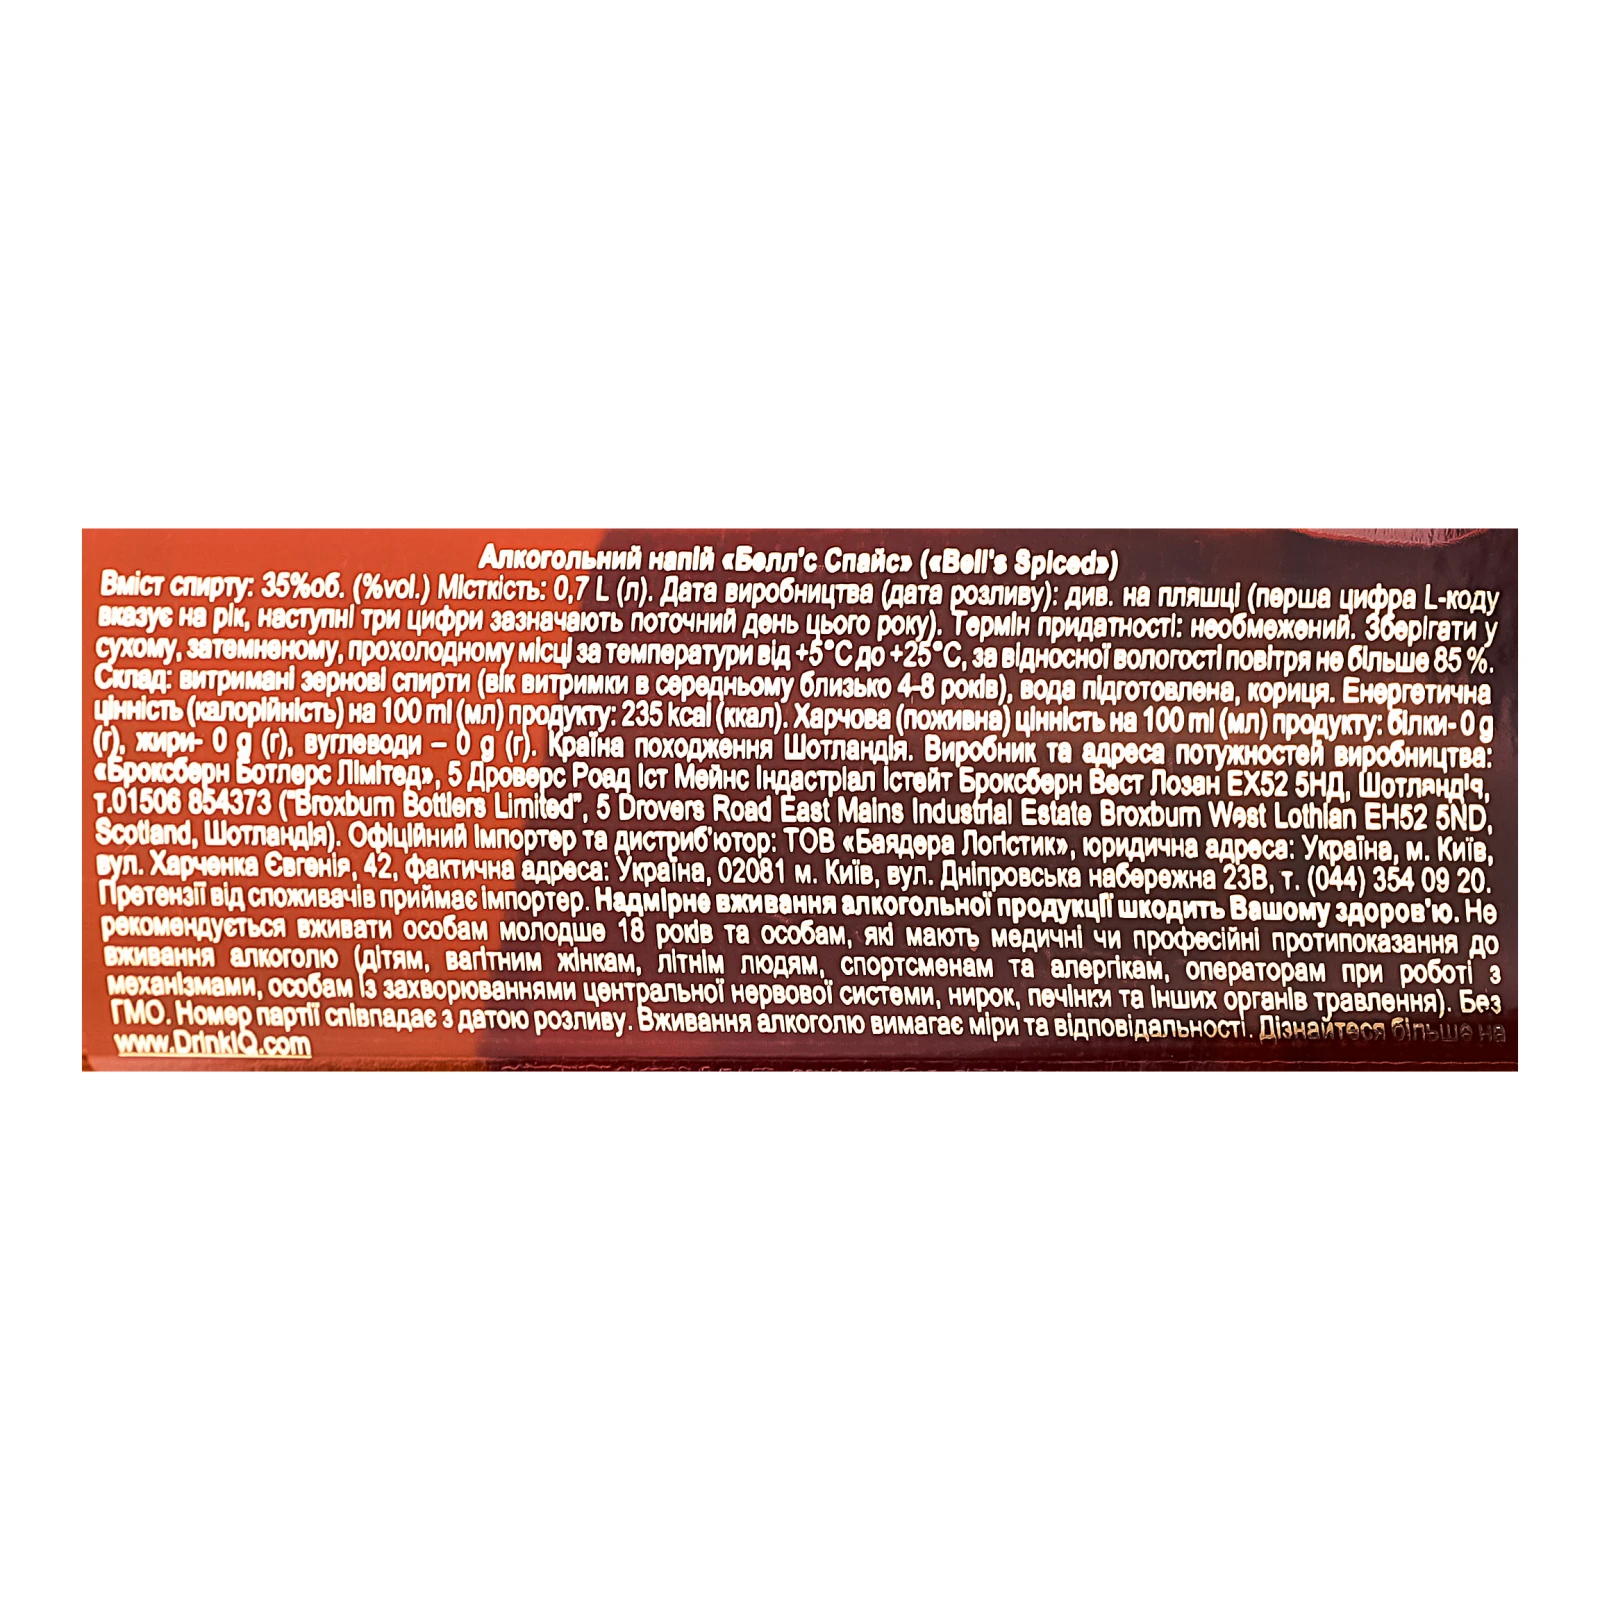 Алкогольний напій «Белл'с Спайс» («Bell's Spiced»)
Вміст спирту: 35%об. (%vol.) Місткість: 0,7 L (л). Дата виробництва (дата розливу): див. на пляшці (перша цифра L-коду
вказує на рік, наступні три цифри зазначають поточний день цього року). Термін придатності: необмежений. Зберігати у
сухому, затемненому, прохолодному місці за температури від +5°С до +25°С, за відносної вологості повітря не більше 85 %.
Склад: витримані зернові спирти (вік витримки в середньому близько 4-8 років), вода підготовлена, кориця. Енергетична
цінність (калорійність) на 100 ml (мл) продукту: 235 kcal (ккал). Харчова (поживна) цінність на 100 ml (мл) продукту: білки- 0 g
(г), жири- 0 g (г), вуглеводи – 0 g (г). Країна походження Шотландія. Виробник та адреса потужностей виробництва:
«Броксберн Ботлерс Лімітед», 5 Дроверс Роад Іст Мейнс Індастріал Істейт Броксберн Вест Лозан ЕХ52 5НД, Шотландія,
т.01506 854373 ("Broxburn Bottlers Limited", 5 Drovers Road East Mains Industrial Estate Broxburn West Lothian EH52 5ND,
Scotland, Шотландія). Офіційний імпортер та дистриб'ютор: ТОВ «Баядера Логістик», юридична адреса: Україна, м. Київ,
вул. Харченка Євгенія, 42, фактична адреса: Україна, 02081 м. Київ, вул. Дніпровська набережна 23В, т. (044) 354 09 20.
Претензії від споживачів приймає імпортер. Надмірне вживання алкогольної продукції шкодить Вашому здоров'ю. Не
рекомендується вживати особам молодше 18 років та особам, які мають медичні чи професійні протипоказання до
вживання алкоголю (дітям, вагітним жінкам, літнім людям, спортсменам та алергікам, операторам при роботі з
механізмами, особам із захворюваннями центральної нервової системи, нирок, печінки та інших органів травлення). Без
ГМО. Номер партії співпадає з датою розливу. Вживання алкоголю вимагає міри та відповідальності. Дізнайтеся більше на
www.DrinkIQ.com